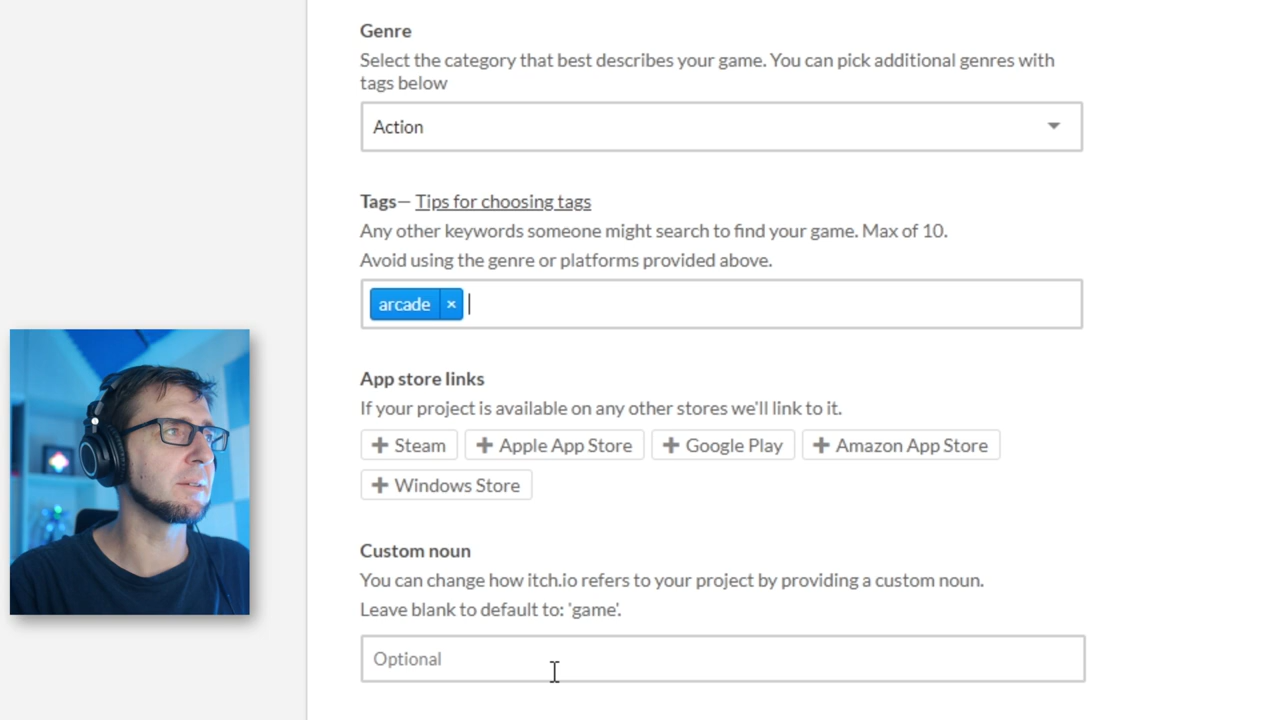 Genre
Select the category that best describes your game. You can pick additional genres with
tags below
Action
Tags— Tips for choosing tags
Any other keywords someone might search to find your game. Max of 10.
Avoid using the genre or platforms provided above.
arcade ×
App store links
If your project is available on any other stores we'll link to it.
+ Steam + Apple App Store + Google Play + Amazon App Store
+ Windows Store
Custom noun
You can change how itch.io refers to your project by providing a custom noun.
Leave blank to default to: 'game'.
Optional